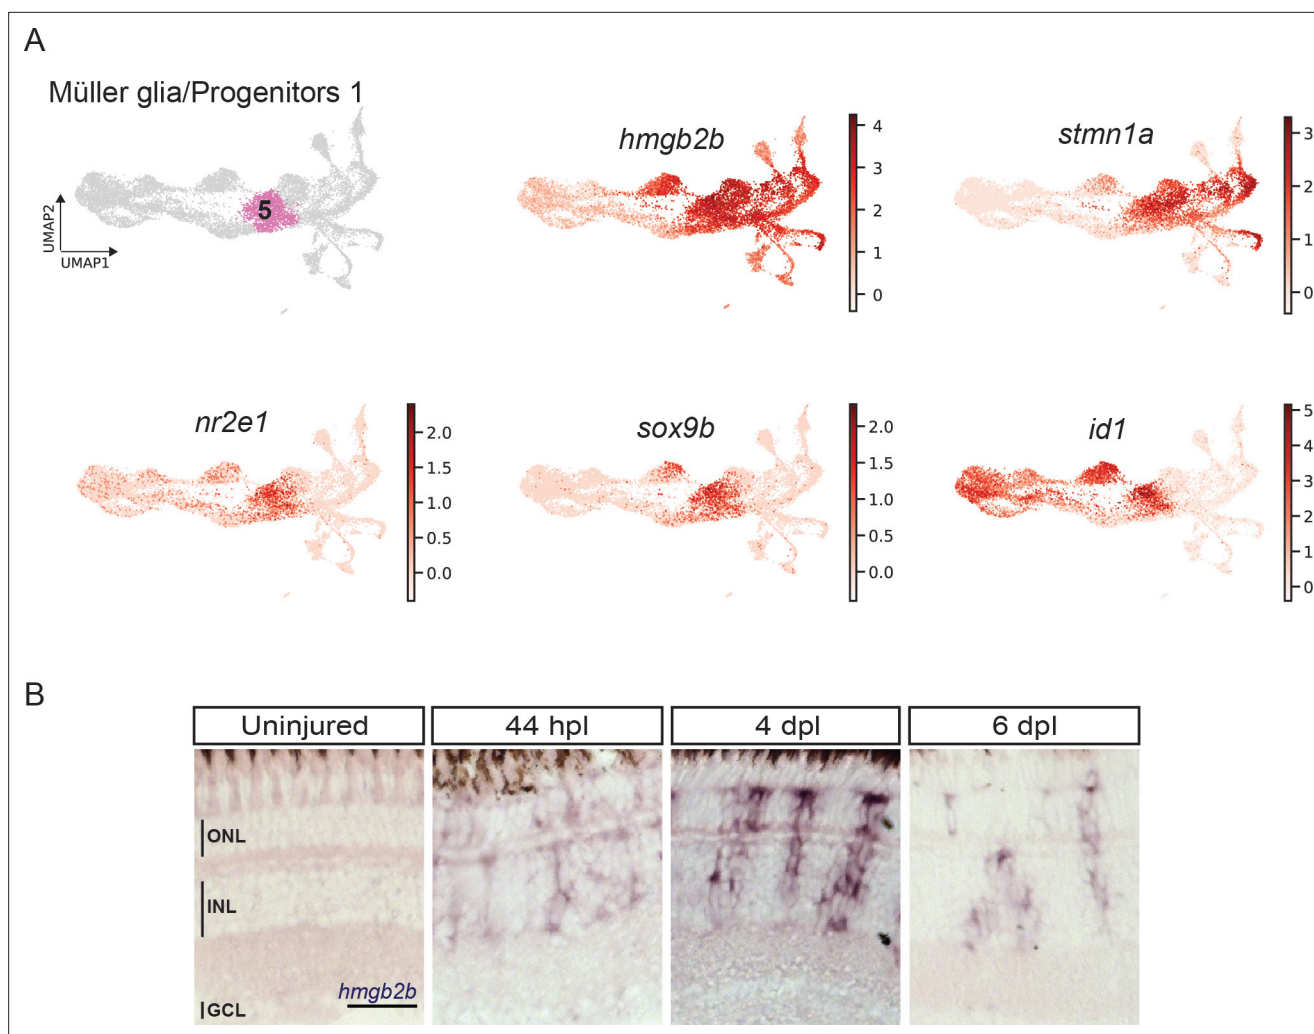 A
Müller glia/Progenitors 1
5
UMAP2
UMAP1
hmgb2b
4
3
2
1
0
stmn1a
3
2
1
0
nr2e1
2.0
1.5
1.0
0.5
0.0
sox9b
2.0
1.5
1.0
0.5
0.0
id1
5
4
3
2
1
0
B
Uninjured
44 hpl
4 dpl
6 dpl
ONL
INL
GCL
hmgb2b